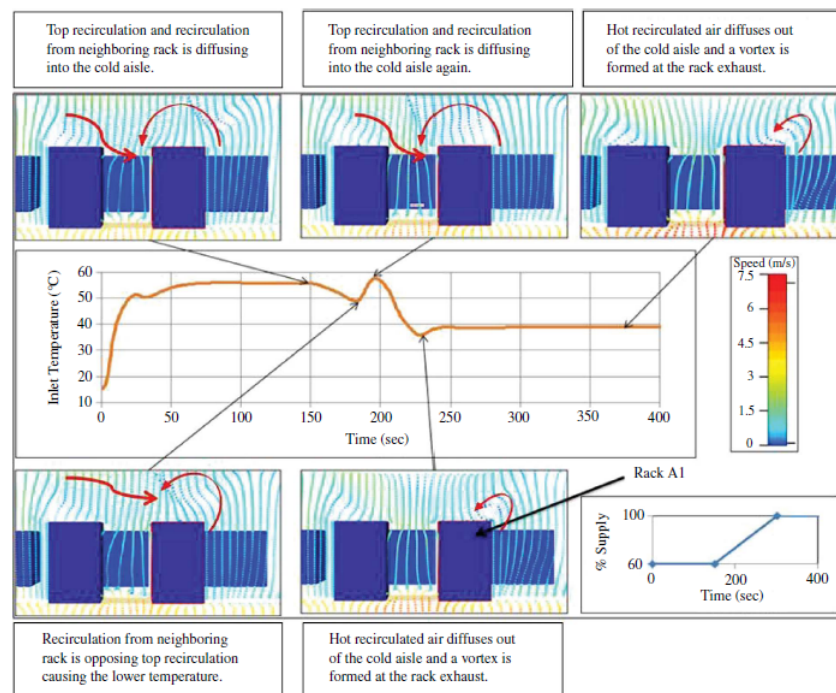 Top recirculation and recirculation
from neighboring rack is diffusing
into the cold aisle.
Top recirculation and recirculation
from neighboring rack is diffusing
into the cold aisle again.
Hot recirculated air diffuses out
of the cold aisle and a vortex is
formed at the rack exhaust.
Inlet Temperature (°C)
60
50
40
30
20
10
0
50
100
150
200
250
300
350
400
Time (sec)
Speed (m/s)
7.5
6
4.5
3
1.5
0
Rack A1
% Supply
100
60
0
200
400
Time (sec)
Recirculation from neighboring
rack is opposing top recirculation
causing the lower temperature.
Hot recirculated air diffuses out
of the cold aisle and a vortex is
formed at the rack exhaust.